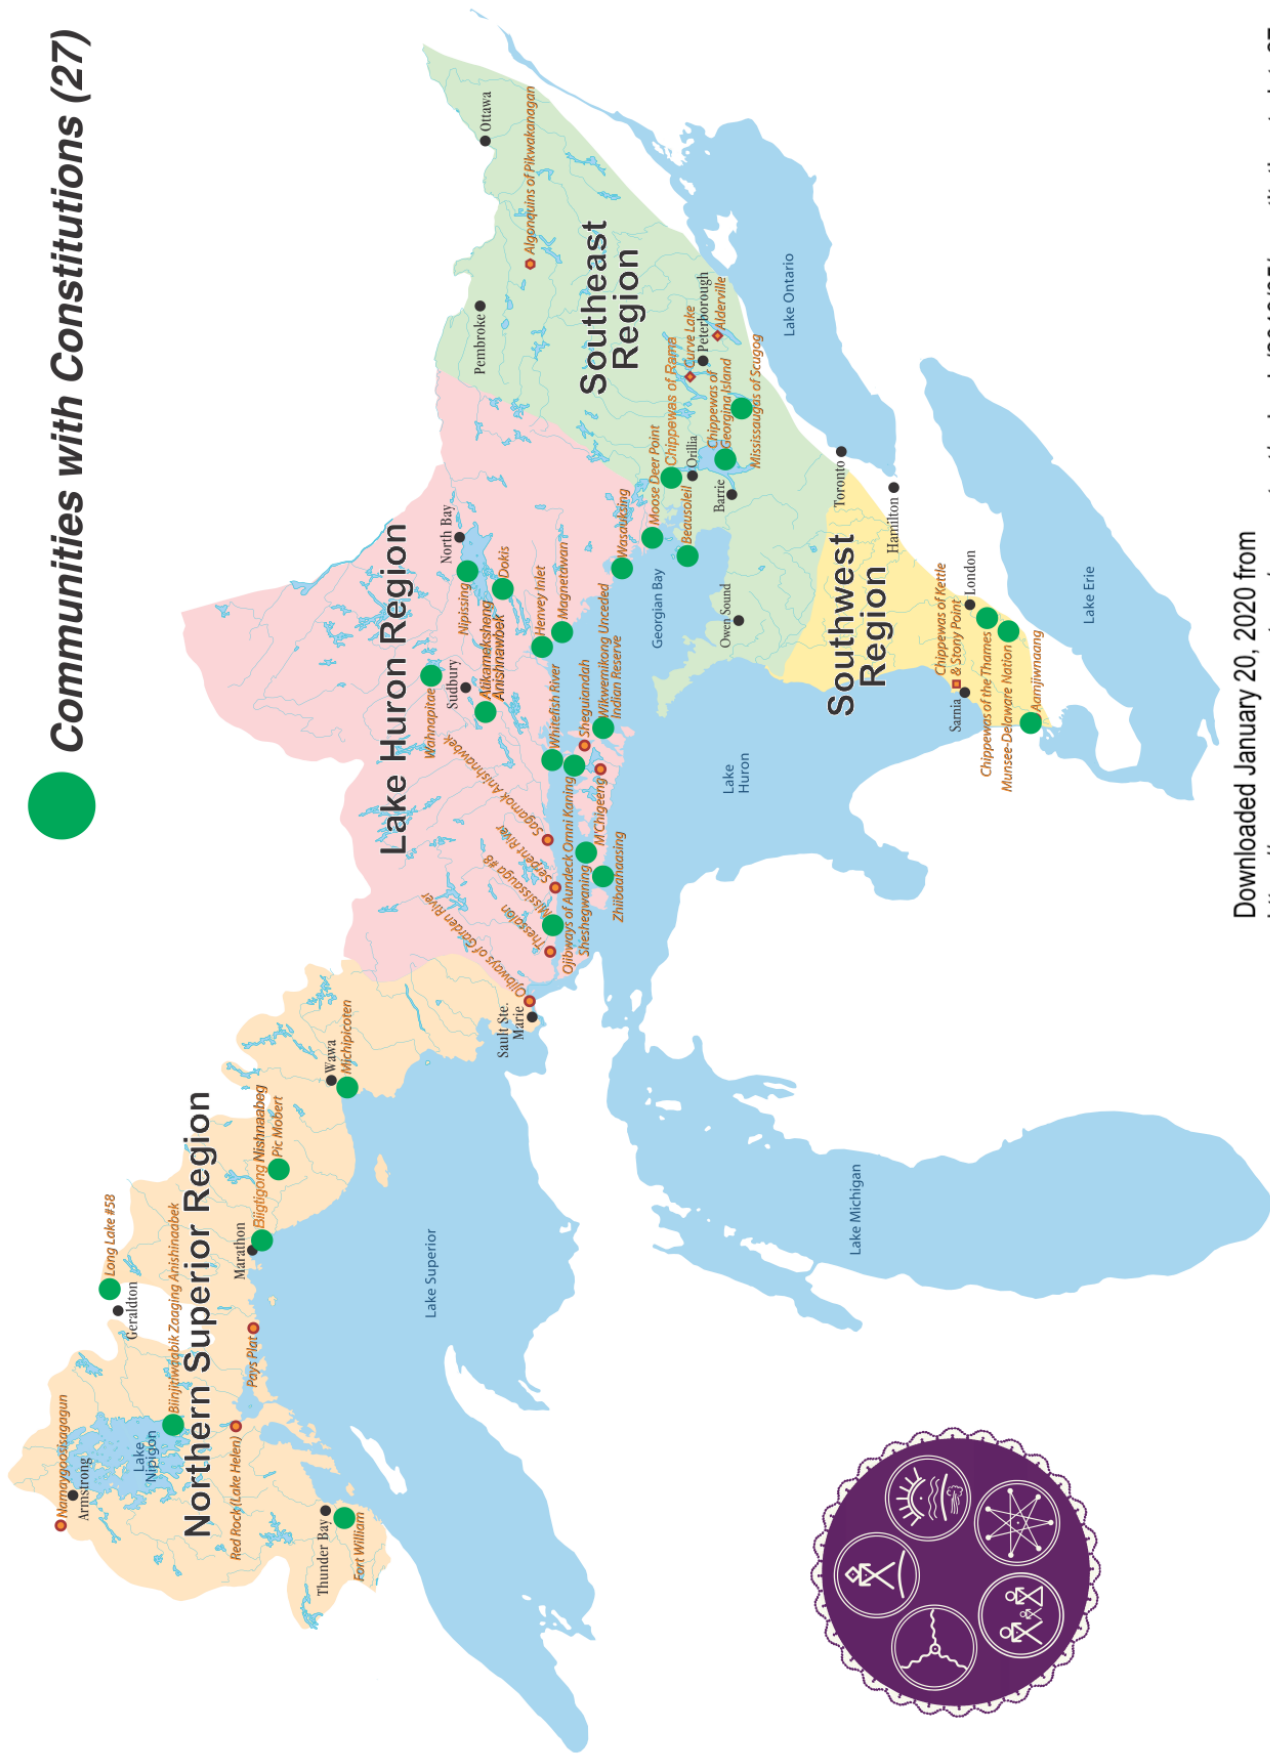 Communities with Constitutions (27)
Northern Superior Region
Lake Huron Region
Southeast
Region
Southwest
Region
Namaygoosisagagun
Armstrong
Lake
Nipigon
Biinjitiwaabik Zaaging Anishinaabek
Long Lake #58
Geraldton
Red Rock (Lake Helen)
Pays Plat
Thunder Bay
Fort William
Marathon
Biigtigong Nishnaabeg
Pic Mobert
Wawa
Michipicoten
Lake Superior
Sault Ste.
Marie
Ojibways of Garden River
Thessalon
Mississauga #8
Serpent River
Sagamok Anishnawbek
Ojibways of Aundeck Omni Kaning
Sheshegwaning
Zhiibaahaasing
M'Chigeeng
Sheguiandah
Whitefish River
Wikwemikong Unceded
Indian Reserve
Wahnapitae
Sudbury
Atikameksheng
Anishnawbek
Nipissing
North Bay
Dokis
Henvey Inlet
Magnetawan
Wasauksing
Moose Deer Point
Chippewas of Rama
Beausoleil
Orillia
Barrie
Chippewas of
Georgina Island
Mississaugas of Scugog
Curve Lake
Peterborough
Alderville
Pembroke
Ottawa
Algonquins of Pikwakanagan
Georgian Bay
Owen Sound
Lake
Huron
Toronto
Hamilton
Lake Ontario
London
Chippewas of Kettle
& Stony Point
Sarnia
Chippewas of the Thames
Munsee-Delaware Nation
Aamjiwnaang
Lake Erie
Lake Michigan
Downloaded January 20, 2020 from